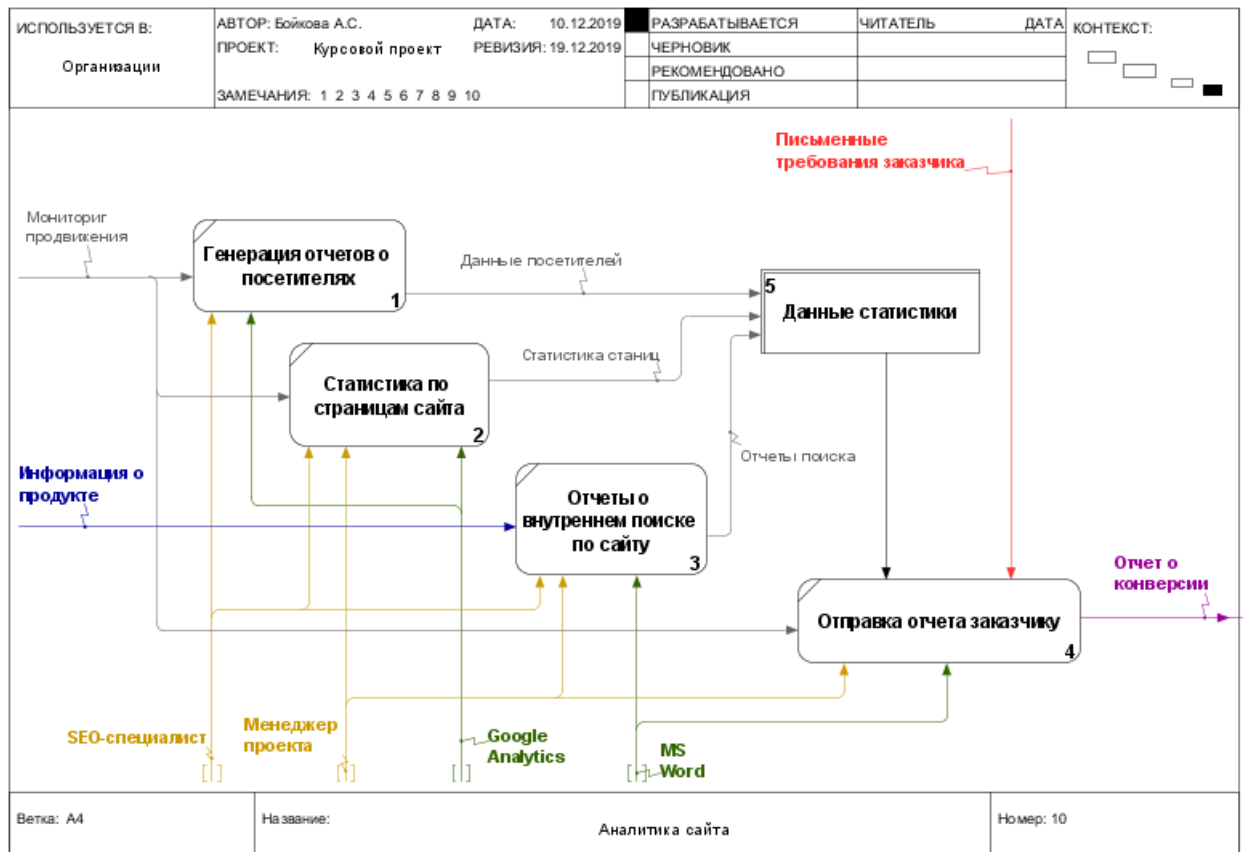 ИСПОЛЬЗУЕТСЯ В:
Организации
АВТОР: Бойкова А.С.
ДАТА: 10.12.2019
ПРОЕКТ: Курсовой проект
РЕВИЗИЯ: 19.12.2019
ЗАМЕЧАНИЯ: 1 2 3 4 5 6 7 8 9 10
РАЗРАБАТЫВАЕТСЯ
ЧЕРНОВИК
РЕКОМЕНДОВАНО
ПУБЛИКАЦИЯ
ЧИТАТЕЛЬ
ДАТА
КОНТЕКСТ:
Письменные
требования заказчика
Мониториг
продвижения
Генерация отчетов о
посетителях
1
Данные посетителей
5
Данные статистики
Статистика станиц
Статистика по
страницам сайта
2
Отчеты поиска
Информация о
продукте
Отчеты о
внутреннем поиске
по сайту
3
Отчет о
конверсии
Отправка отчета заказчику
4
SEO-специалист
Менеджер
проекта
Google
Analytics
MS
Word
Ветка: A4
Название:
Аналитика сайта
Номер: 10